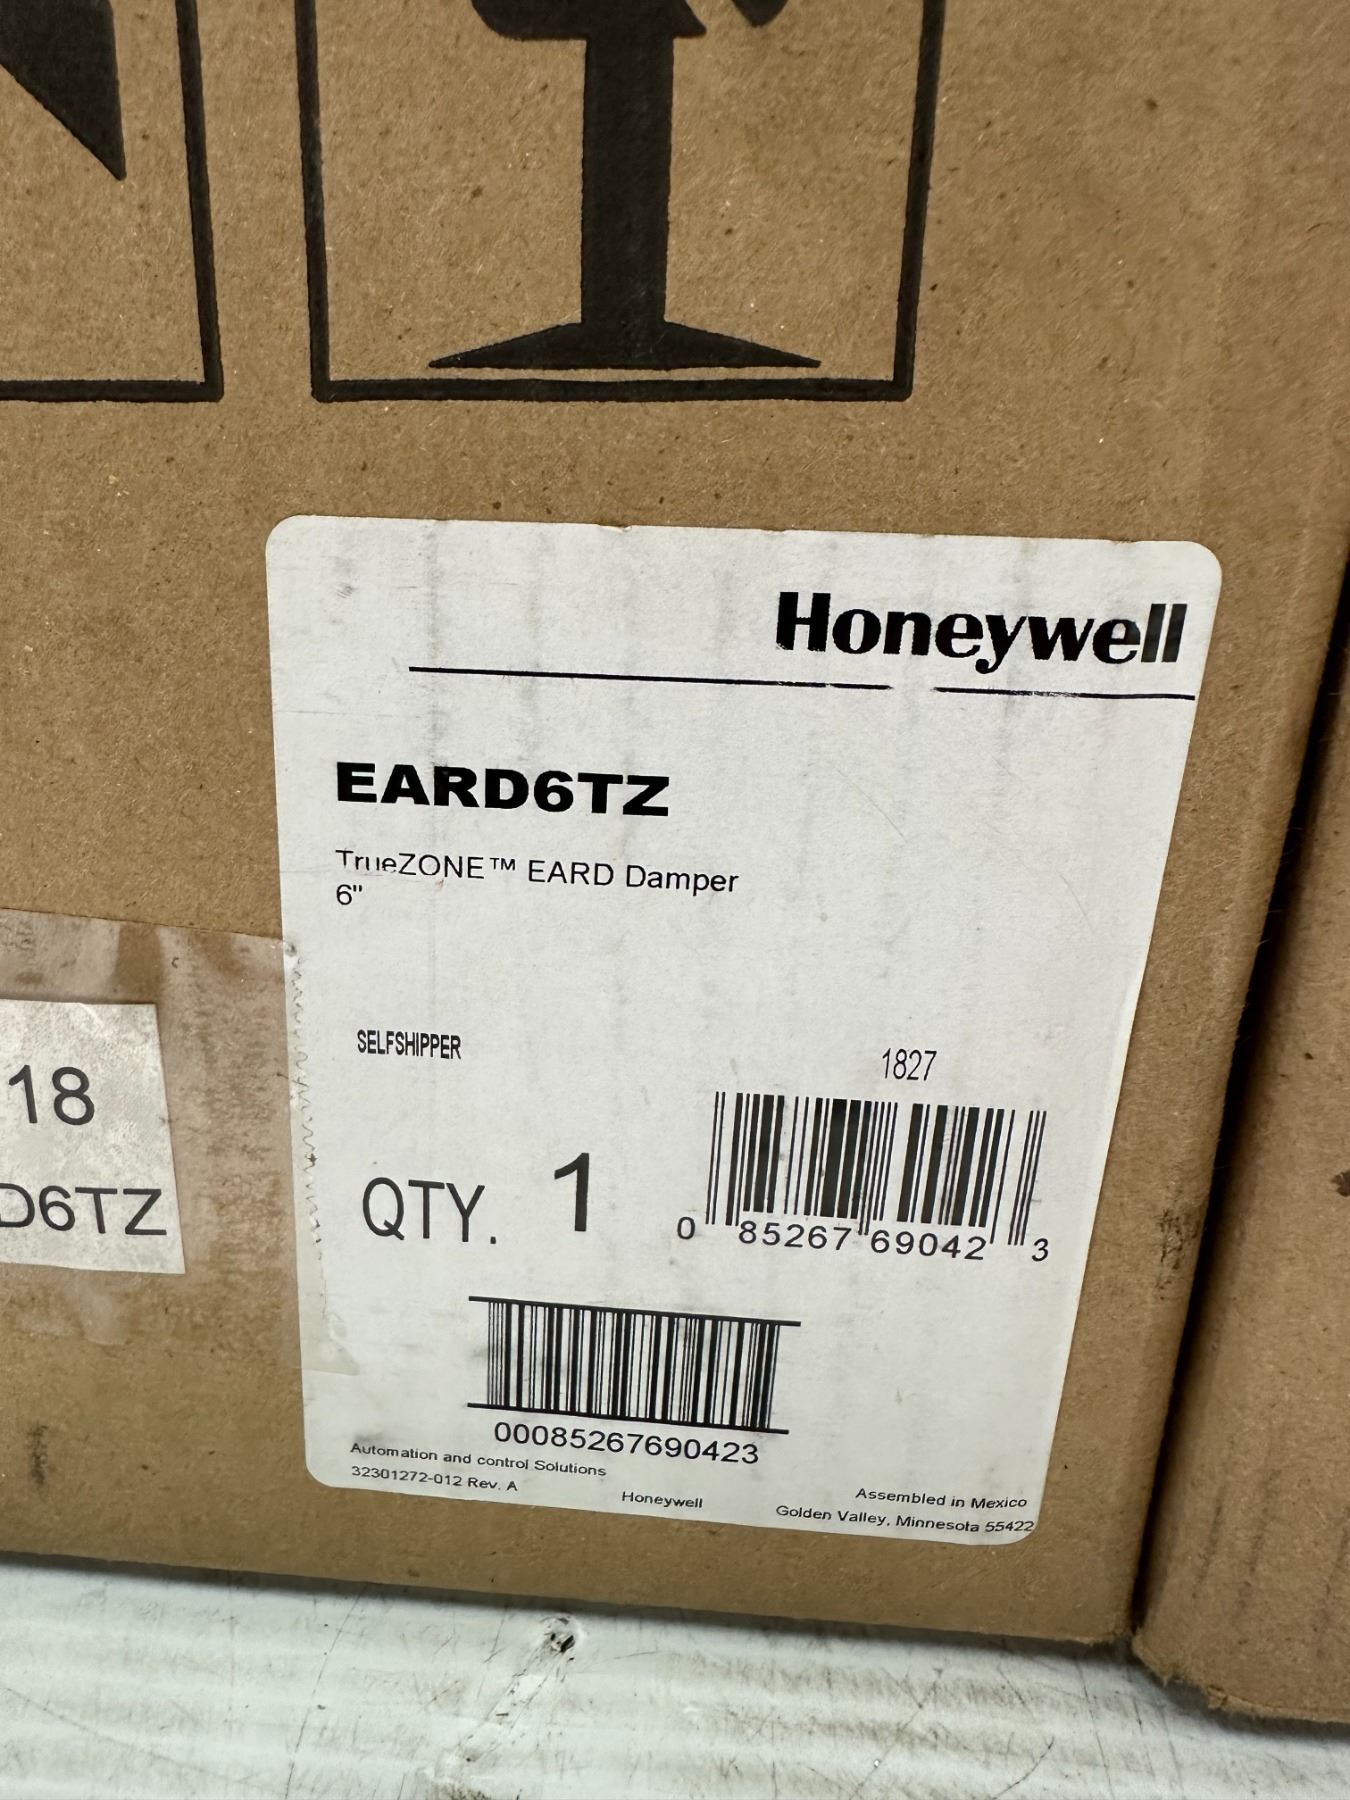 Honeywell
EARD6TZ
TrueZONE™ EARD Damper
6"
SELFSHIPPER
1827
18
D6TZ
QTY. 1
0 85267 69042 3
00085267690423
Automation and control Solutions
32301272-012 Rev. A
Honeywell
Assembled in Mexico
Golden Valley, Minnesota 55422